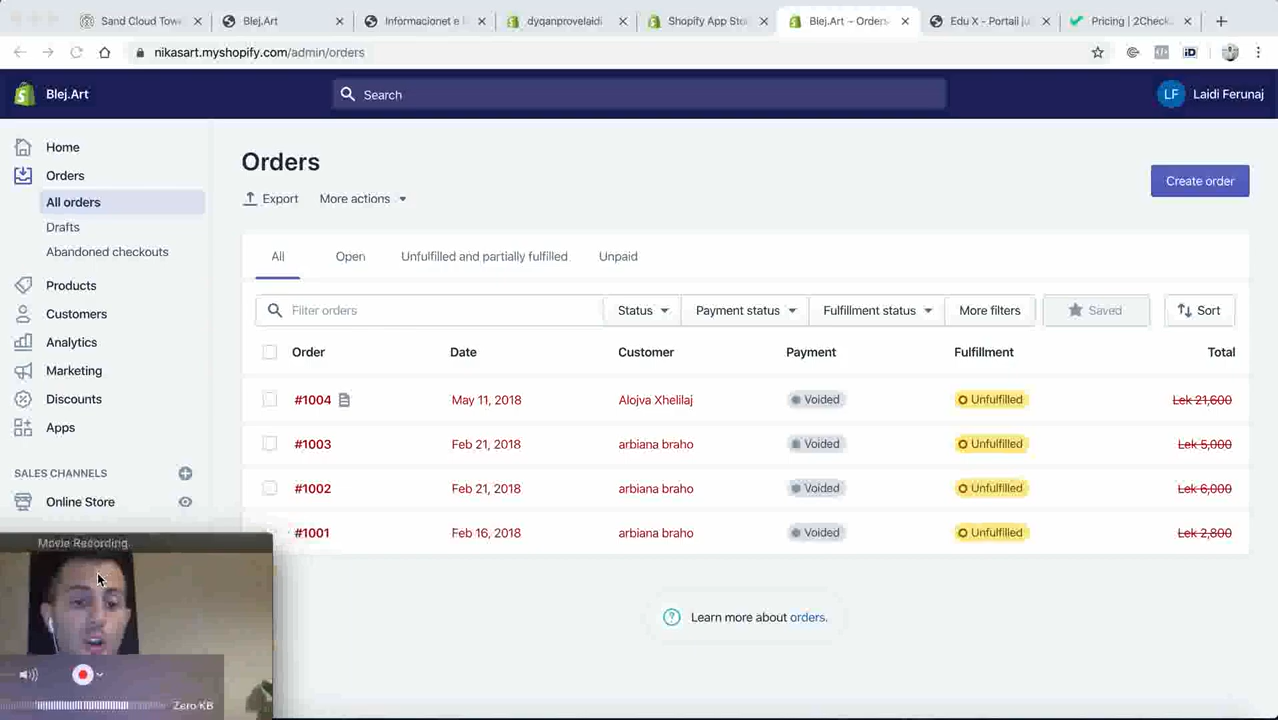 Sand Cloud Tow
Blej.Art
Informacionet e
dyqanprovelaidi
Shopify App Sto
Blej.Art ~ Orders
Edu X - Portali ju
Pricing | 2Check
nikasart.myshopify.com/admin/orders
iD
Blej.Art
Search
LF
Laidi Ferunaj
Home
Orders
All orders
Drafts
Abandoned checkouts
Products
Customers
Analytics
Marketing
Discounts
Apps
SALES CHANNELS
Online Store
Orders
Export
More actions
Create order
All
Open
Unfulfilled and partially fulfilled
Unpaid
Filter orders
Status
Payment status
Fulfillment status
More filters
Saved
Sort
Order Date Customer Payment Fulfillment Total
#1004 May 11, 2018 Alojva Xhelilaj Voided Unfulfilled Lek 21,600
#1003 Feb 21, 2018 arbiana braho Voided Unfulfilled Lek 5,000
#1002 Feb 21, 2018 arbiana braho Voided Unfulfilled Lek 6,000
#1001 Feb 16, 2018 arbiana braho Voided Unfulfilled Lek 2,800
Learn more about orders.
Movie Recording
Zero KB